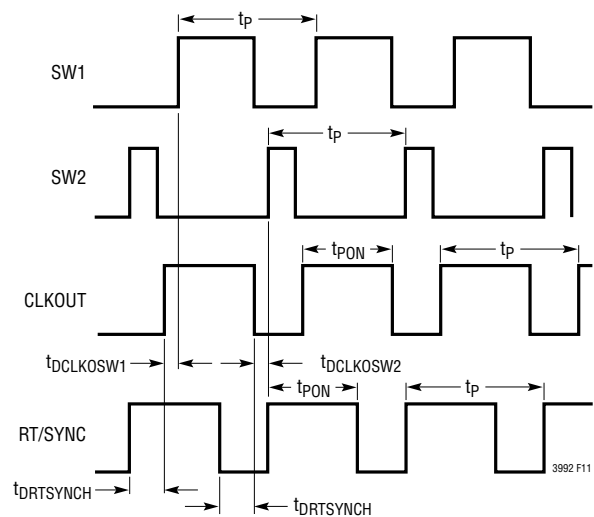 tP
SW1
tP
SW2
tPON
tP
CLKOUT
tDCLKOSW1
tDCLKOSW2
tPON
tP
RT/SYNC
3992 F11
tDRTSYNCH
tDRTSYNCH